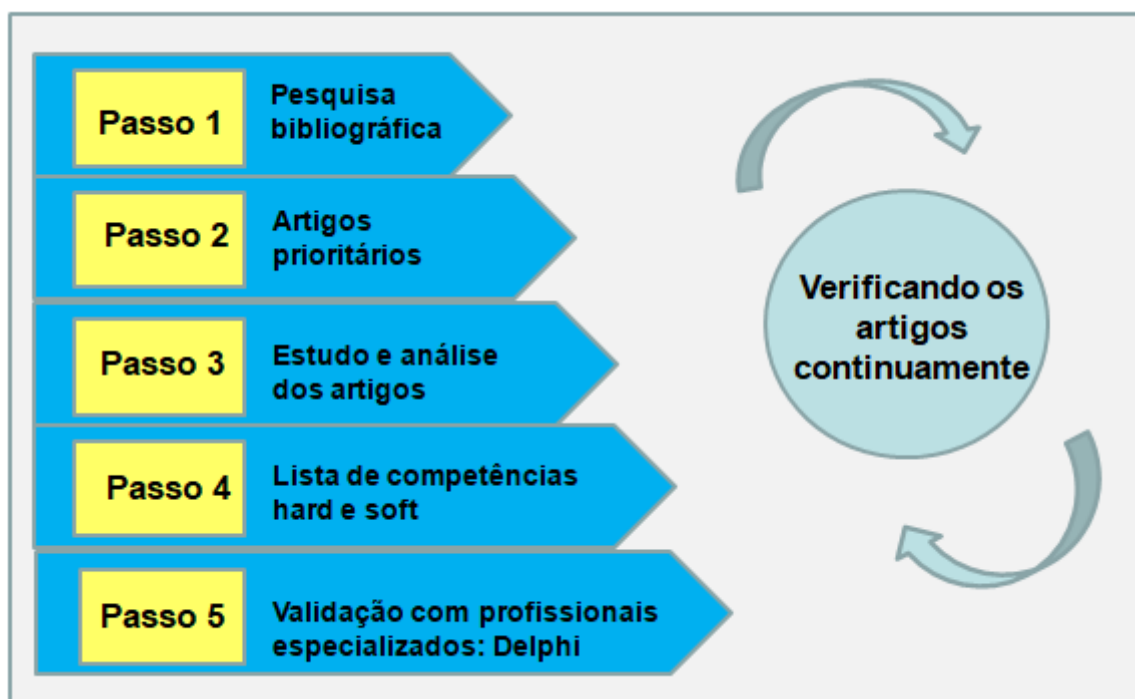 Passo 1
Pesquisa
bibliográfica
Passo 2
Artigos
prioritários
Passo 3
Estudo e análise
dos artigos
Passo 4
Lista de competências
hard e soft
Passo 5
Validação com profissionais
especializados: Delphi
Verificando os
artigos
continuamente